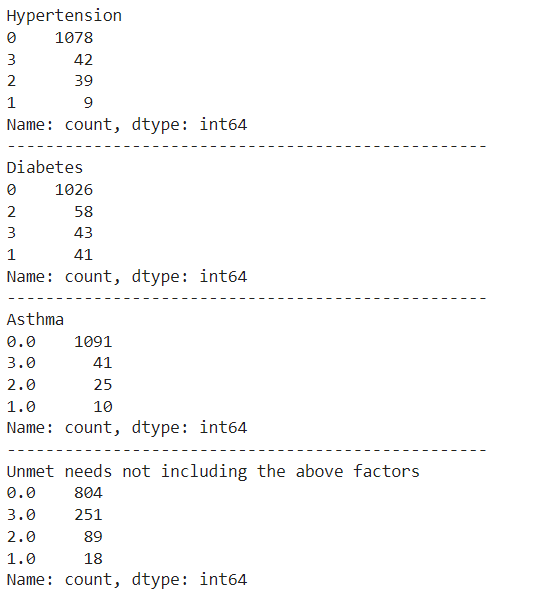 Hypertension
0    1078
3      42
2      39
1       9
Name: count, dtype: int64
--------------------------------------------------
Diabetes
0    1026
2      58
3      43
1      41
Name: count, dtype: int64
--------------------------------------------------
Asthma
0.0    1091
3.0      41
2.0      25
1.0      10
Name: count, dtype: int64
--------------------------------------------------
Unmet needs not including the above factors
0.0    804
3.0    251
2.0     89
1.0     18
Name: count, dtype: int64